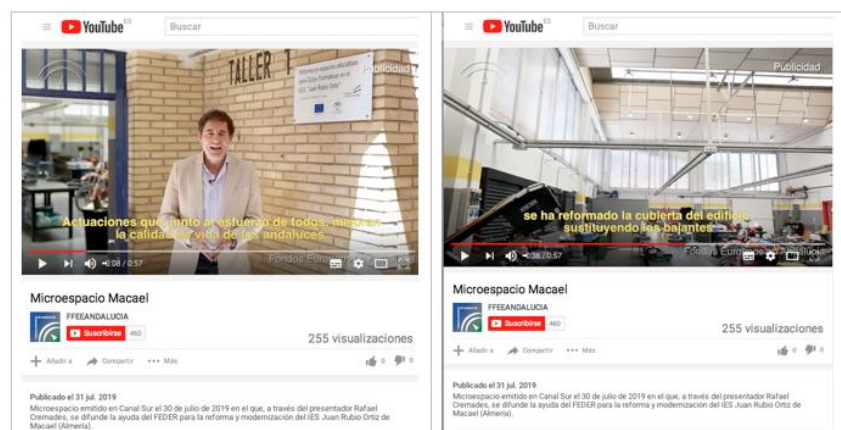 YouTube ES
Buscar
TALLER 1
Publicidad
IES "Juan Rubio Ortiz"
Actuaciones que, junto al esfuerzo de todos, mejoran
la calidad de vida de los andaluces.
0:08 / 0:57
Microespacio Macael
FFEEANDALUCIA
Suscribirse 460
255 visualizaciones
Añadir a
Compartir
Más
0
0
Publicado el 31 jul. 2019
Microespacio emitido en Canal Sur el 30 de julio de 2019 en el que, a través del presentador Rafael
Cremades, se difunde la ayuda del FEDER para la reforma y modernización del IES Juan Rubio Ortiz de
Macael (Almería).
YouTube ES
Buscar
Publicidad
se ha reformado la cubierta del edificio
sustituyendo los bajantes
0:36 / 0:57
Microespacio Macael
FFEEANDALUCIA
Suscribirse 460
255 visualizaciones
Añadir a
Compartir
Más
0
0
Publicado el 31 jul. 2019
Microespacio emitido en Canal Sur el 30 de julio de 2019 en el que, a través del presentador Rafael
Cremades, se difunde la ayuda del FEDER para la reforma y modernización del IES Juan Rubio Ortiz de
Macael (Almería).